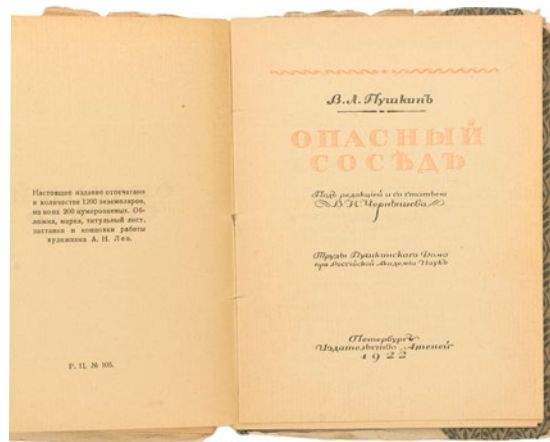 Настоящее издание отпечатано
в количестве 1200 экземпляров,
из коих 200 нумерованных. Об-
ложка, марка, титульный лист,
заставки и концовки работы
художника А. Н. Лео.
Р. Ц. № 105.
В. Л. Пушкинъ
ОПАСНЫЙ
СОСѢДЪ
Подъ редакціей и со статьею
В. И. Чернышева
Труды Пушкинскаго Дома
при Россійской Академіи Наукъ
Петербургъ
Издательство „Атеней“
1922